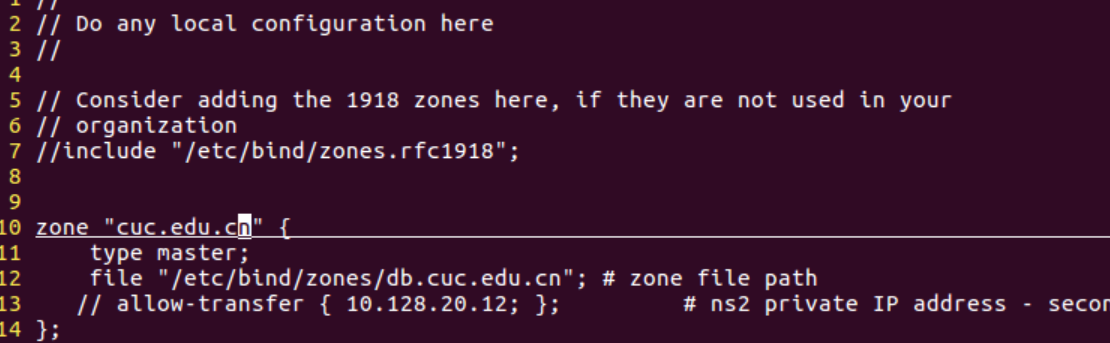 1 //
2 // Do any local configuration here
3 //
4
5 // Consider adding the 1918 zones here, if they are not used in your
6 // organization
7 //include "/etc/bind/zones.rfc1918";
8
9
10 zone "cuc.edu.cn" {
11     type master;
12     file "/etc/bind/zones/db.cuc.edu.cn"; # zone file path
13    // allow-transfer { 10.128.20.12; };         # ns2 private IP address -
14 };